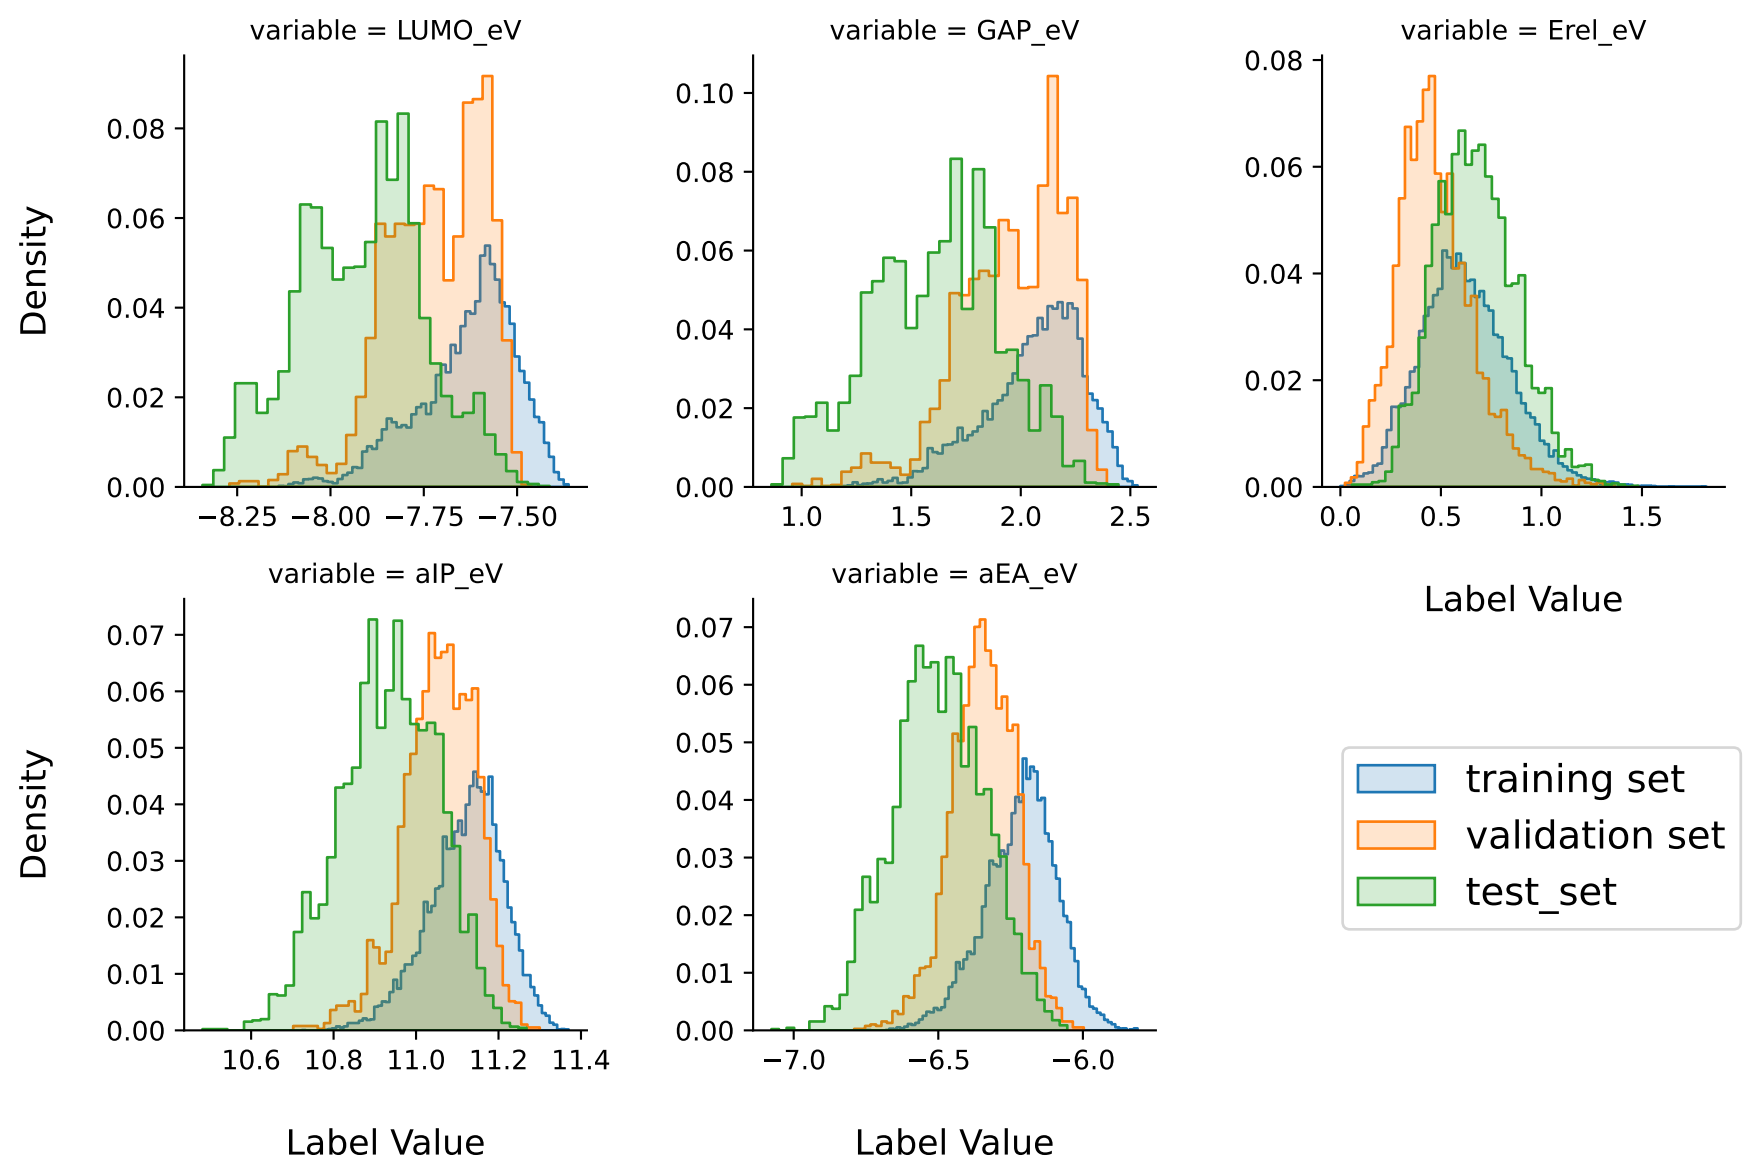 variable = LUMO_eV
variable = GAP_eV
variable = Erel_eV
Density
0.08
0.06
0.04
0.02
0.00
−8.25 −8.00 −7.75 −7.50
0.10
0.08
0.06
0.04
0.02
0.00
1.0 1.5 2.0 2.5
0.08
0.06
0.04
0.02
0.00
0.0 0.5 1.0 1.5
Label Value
variable = aIP_eV
variable = aEA_eV
Density
0.07
0.06
0.05
0.04
0.03
0.02
0.01
0.00
10.6 10.8 11.0 11.2 11.4
Label Value
0.07
0.06
0.05
0.04
0.03
0.02
0.01
0.00
−7.0 −6.5 −6.0
Label Value
training set
validation set
test_set